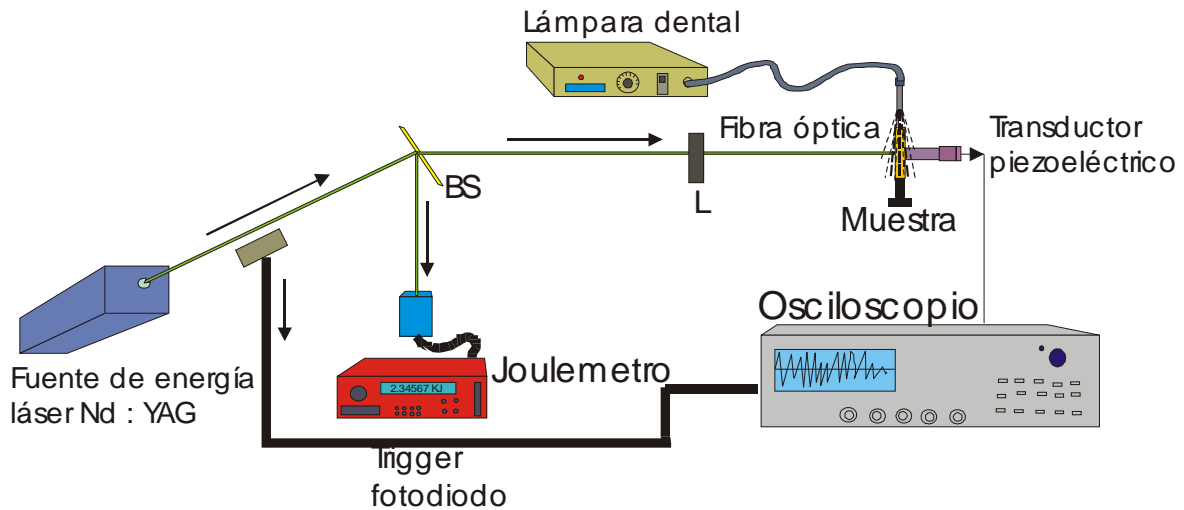 Lámpara dental
Fibra óptica
Transductor
piezoeléctrico
BS
L
Muestra
Osciloscopio
Fuente de energía
láser Nd : YAG
2.34567 KJ
Joulemetro
Trigger
fotodiodo